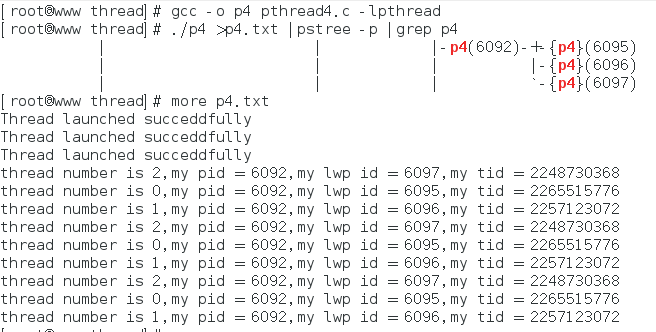 [root@www thread]# gcc -o p4 pthread4.c -lpthread
[root@www thread]# ./p4 >p4.txt |pstree -p |grep p4
| | |-p4(6092)-+-{p4}(6095)
| | | |-{p4}(6096)
| | | `-{p4}(6097)
[root@www thread]# more p4.txt
Thread launched succeddfully
Thread launched succeddfully
Thread launched succeddfully
thread number is 2,my pid =6092,my lwp id =6097,my tid =2248730368
thread number is 0,my pid =6092,my lwp id =6095,my tid =2265515776
thread number is 1,my pid =6092,my lwp id =6096,my tid =2257123072
thread number is 2,my pid =6092,my lwp id =6097,my tid =2248730368
thread number is 0,my pid =6092,my lwp id =6095,my tid =2265515776
thread number is 1,my pid =6092,my lwp id =6096,my tid =2257123072
thread number is 2,my pid =6092,my lwp id =6097,my tid =2248730368
thread number is 0,my pid =6092,my lwp id =6095,my tid =2265515776
thread number is 1,my pid =6092,my lwp id =6096,my tid =2257123072